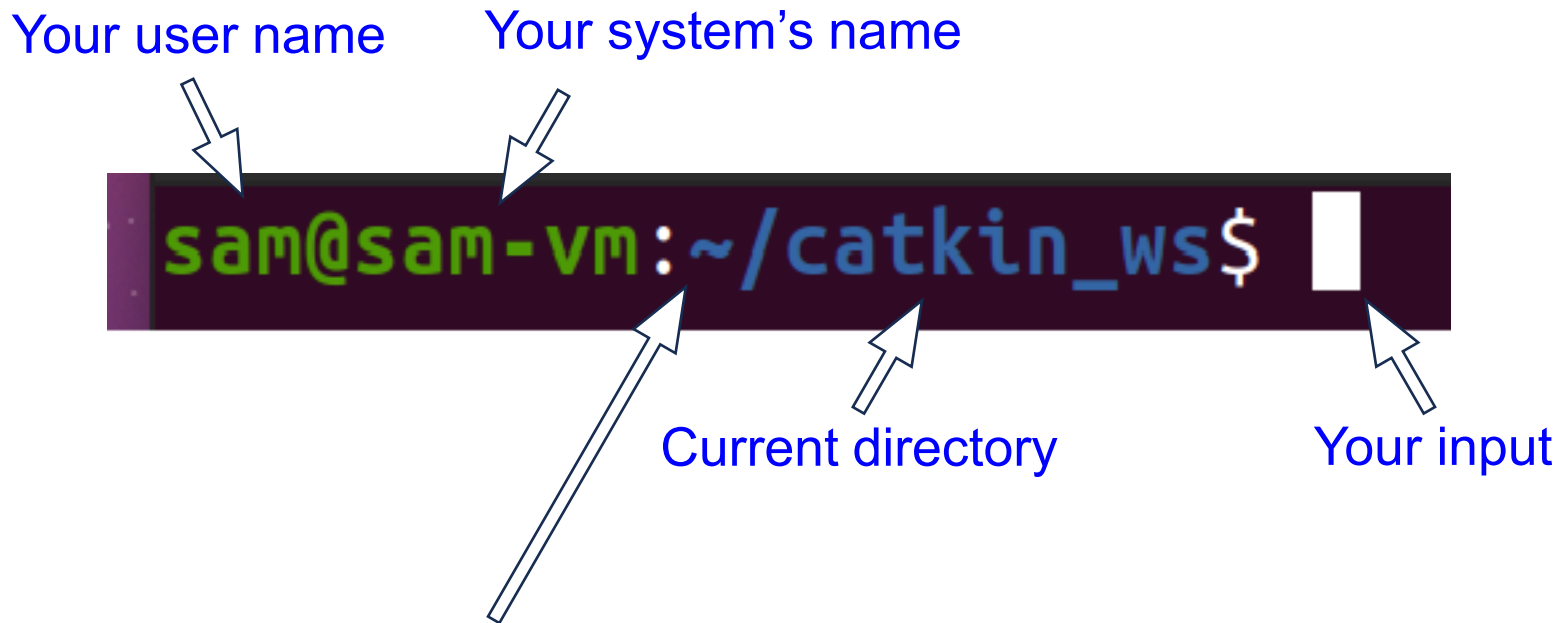 Your user name
Your system’s name
sam@sam-vm:~/catkin_ws$
Current directory
Your input